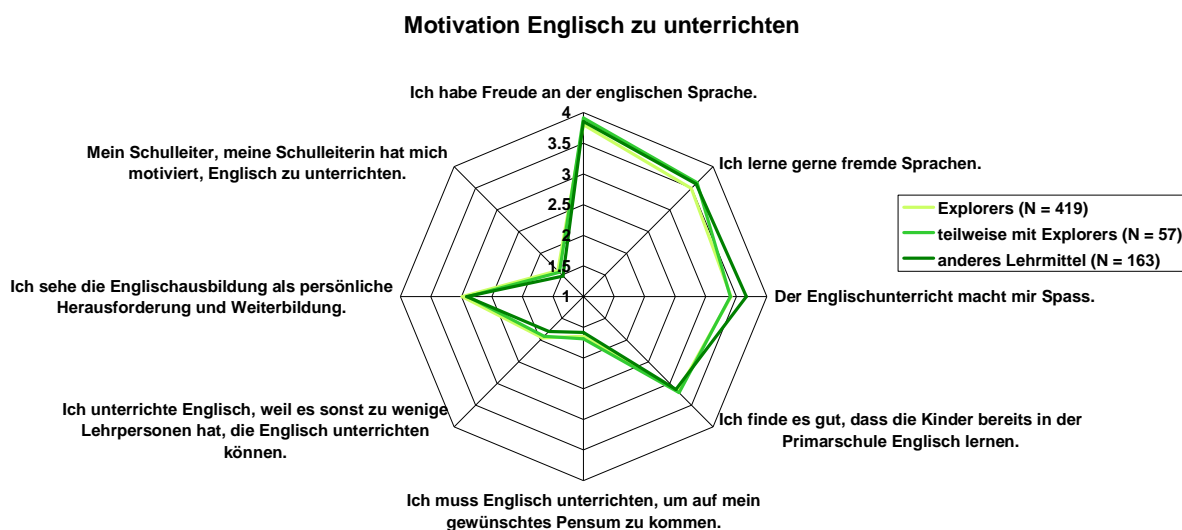 Motivation Englisch zu unterrichten
Ich habe Freude an der englischen Sprache.
4
3.5
3
2.5
2
1.5
1
Ich lerne gerne fremde Sprachen.
Der Englischunterricht macht mir Spass.
Ich finde es gut, dass die Kinder bereits in der
Primarschule Englisch lernen.
Ich muss Englisch unterrichten, um auf mein
gewünschtes Pensum zu kommen.
Ich unterrichte Englisch, weil es sonst zu wenige
Lehrpersonen hat, die Englisch unterrichten
können.
Ich sehe die Englischausbildung als persönliche
Herausforderung und Weiterbildung.
Mein Schulleiter, meine Schulleiterin hat mich
motiviert, Englisch zu unterrichten.
Explorers (N = 419)
teilweise mit Explorers (N = 57)
anderes Lehrmittel (N = 163)